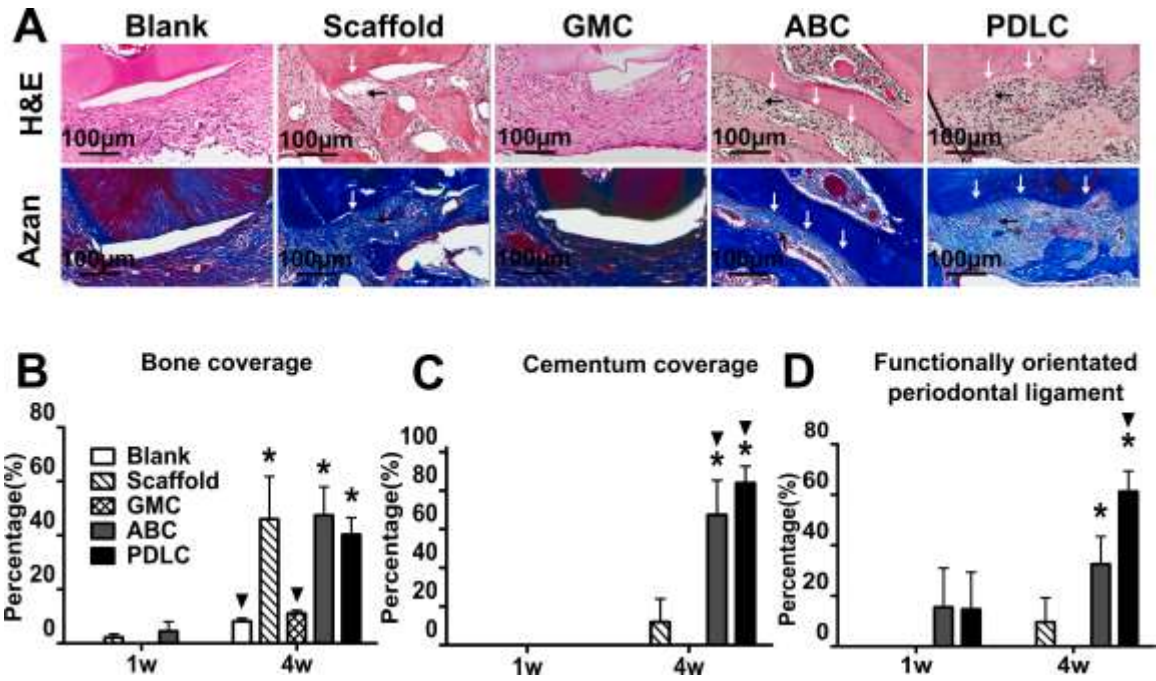 A
Blank Scaffold GMC ABC PDLC
H&E
100µm 100µm 100µm 100µm 100µm
Azan
100µm 100µm 100µm 100µm 100µm
B Bone coverage
Percentage(%)
80
60
40
20
0
Blank
Scaffold
GMC
ABC
PDLC
* * *
1w 4w
C Cementum coverage
Percentage(%)
100
80
60
40
20
0
* *
1w 4w
D Functionally orientated
periodontal ligament
Percentage(%)
80
60
40
20
0
* *
1w 4w